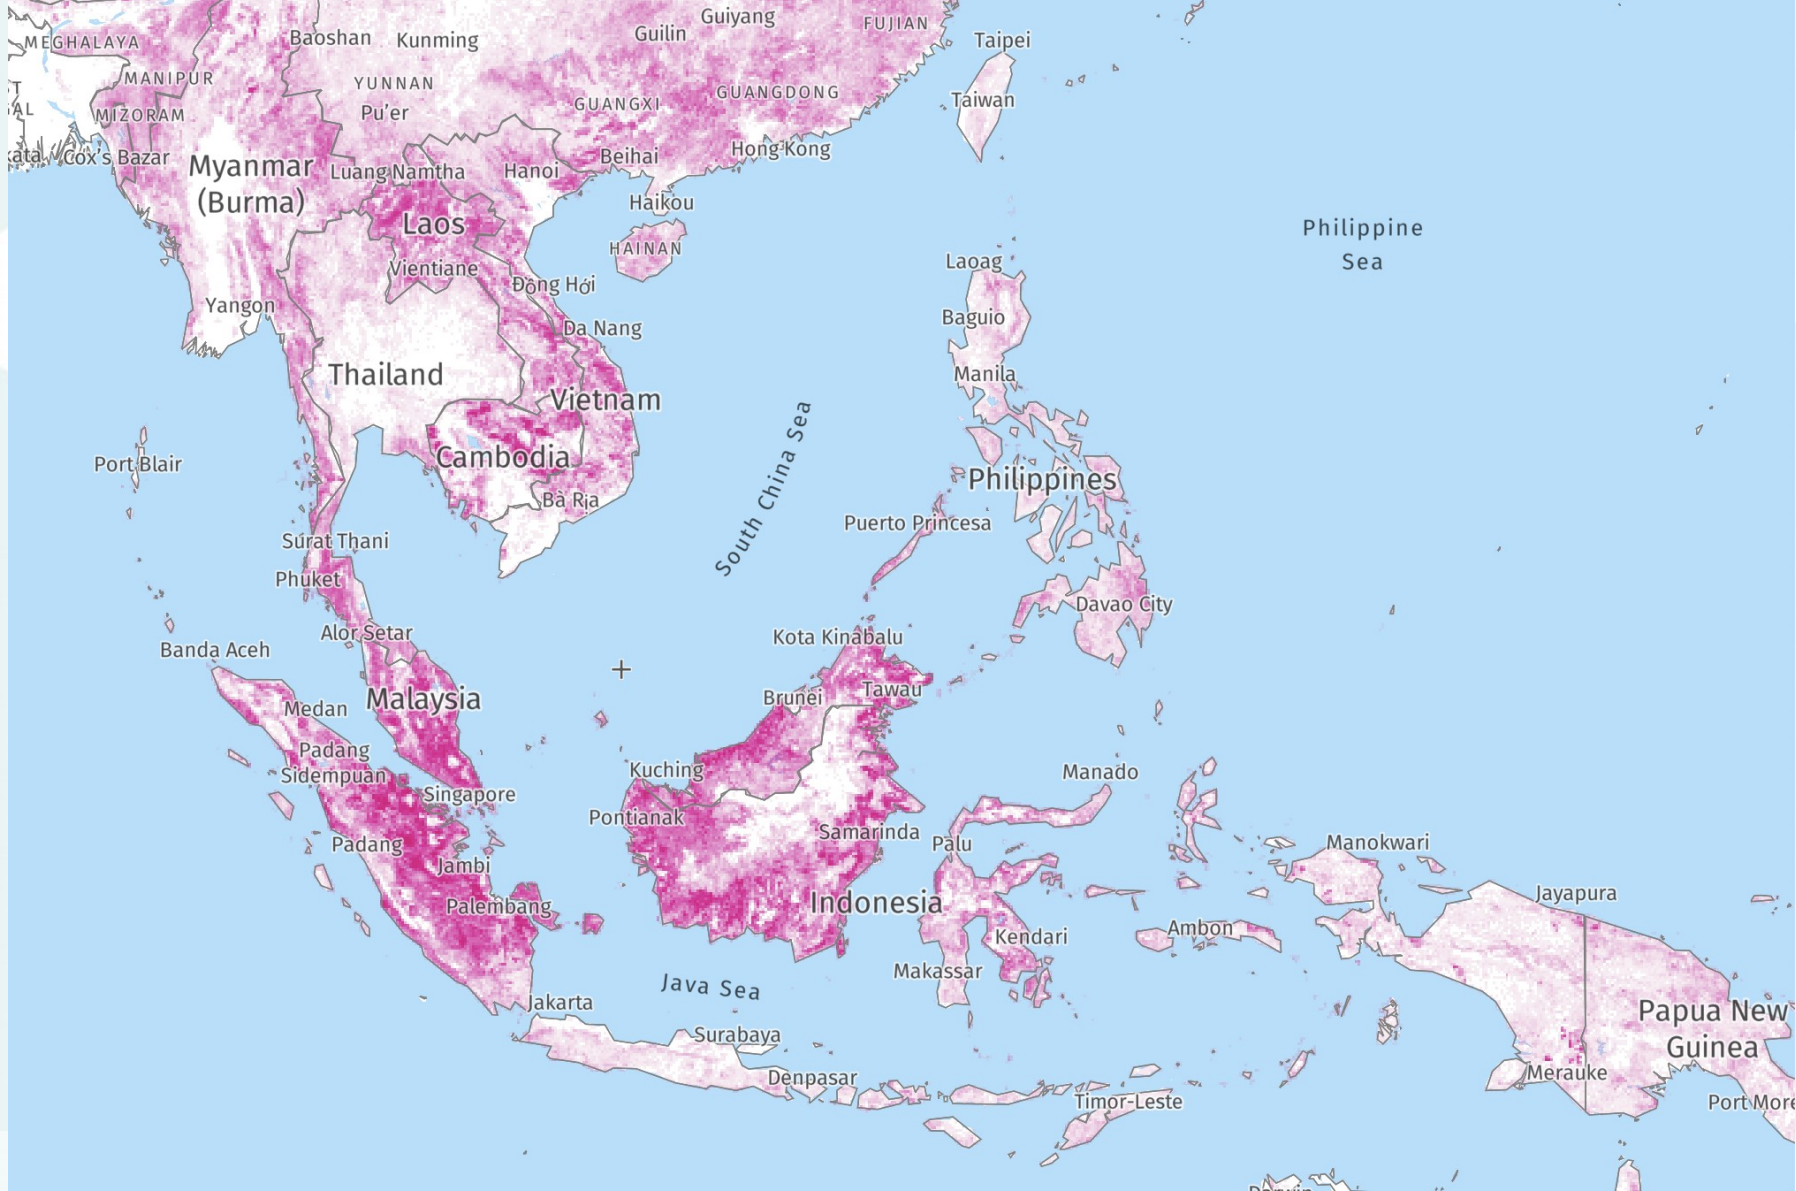 Guiyang
FUJIAN
Baoshan
Kunming
Guilin
MEGHALAYA
Taipei
MANIPUR
YUNNAN
GUANGXI
GUANGDONG
Taiwan
MIZORAM
Pu'er
Cox's Bazar
Myanmar
(Burma)
Luang Namtha
Hanoi
Beihai
Hong Kong
Haikou
Laos
HAINAN
Philippine
Sea
Vientiane
Đồng Hới
Laoag
Yangon
Da Nang
Baguio
Thailand
Manila
Vietnam
South China Sea
Cambodia
Port Blair
Philippines
Bà Rịa
Puerto Princesa
Surat Thani
Phuket
Davao City
Alor Setar
Kota Kinabalu
Banda Aceh
Malaysia
Brunei
Tawau
Medan
Padang
Sidempuan
Kuching
Manado
Singapore
Pontianak
Samarinda
Palu
Manokwari
Padang
Jambi
Palembang
Indonesia
Jayapura
Ambon
Kendari
Makassar
Java Sea
Jakarta
Papua New
Guinea
Surabaya
Denpasar
Merauke
Timor-Leste
Port More